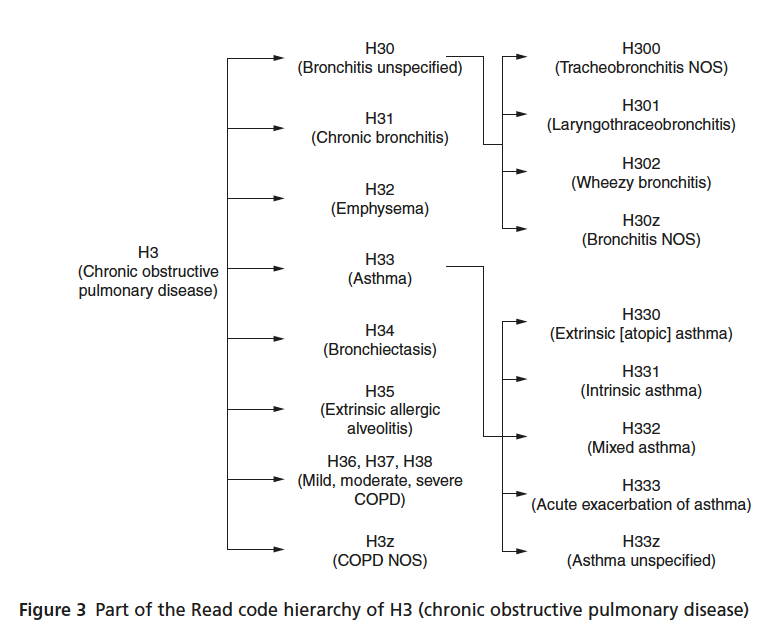 H3
(Chronic obstructive
pulmonary disease)
H30
(Bronchitis unspecified)
H31
(Chronic bronchitis)
H32
(Emphysema)
H33
(Asthma)
H34
(Bronchiectasis)
H35
(Extrinsic allergic
alveolitis)
H36, H37, H38
(Mild, moderate, severe
COPD)
H3z
(COPD NOS)
H300
(Tracheobronchitis NOS)
H301
(Laryngothraceobronchitis)
H302
(Wheezy bronchitis)
H30z
(Bronchitis NOS)
H330
(Extrinsic [atopic] asthma)
H331
(Intrinsic asthma)
H332
(Mixed asthma)
H333
(Acute exacerbation of asthma)
H33z
(Asthma unspecified)
Figure 3 Part of the Read code hierarchy of H3 (chronic obstructive pulmonary disease)